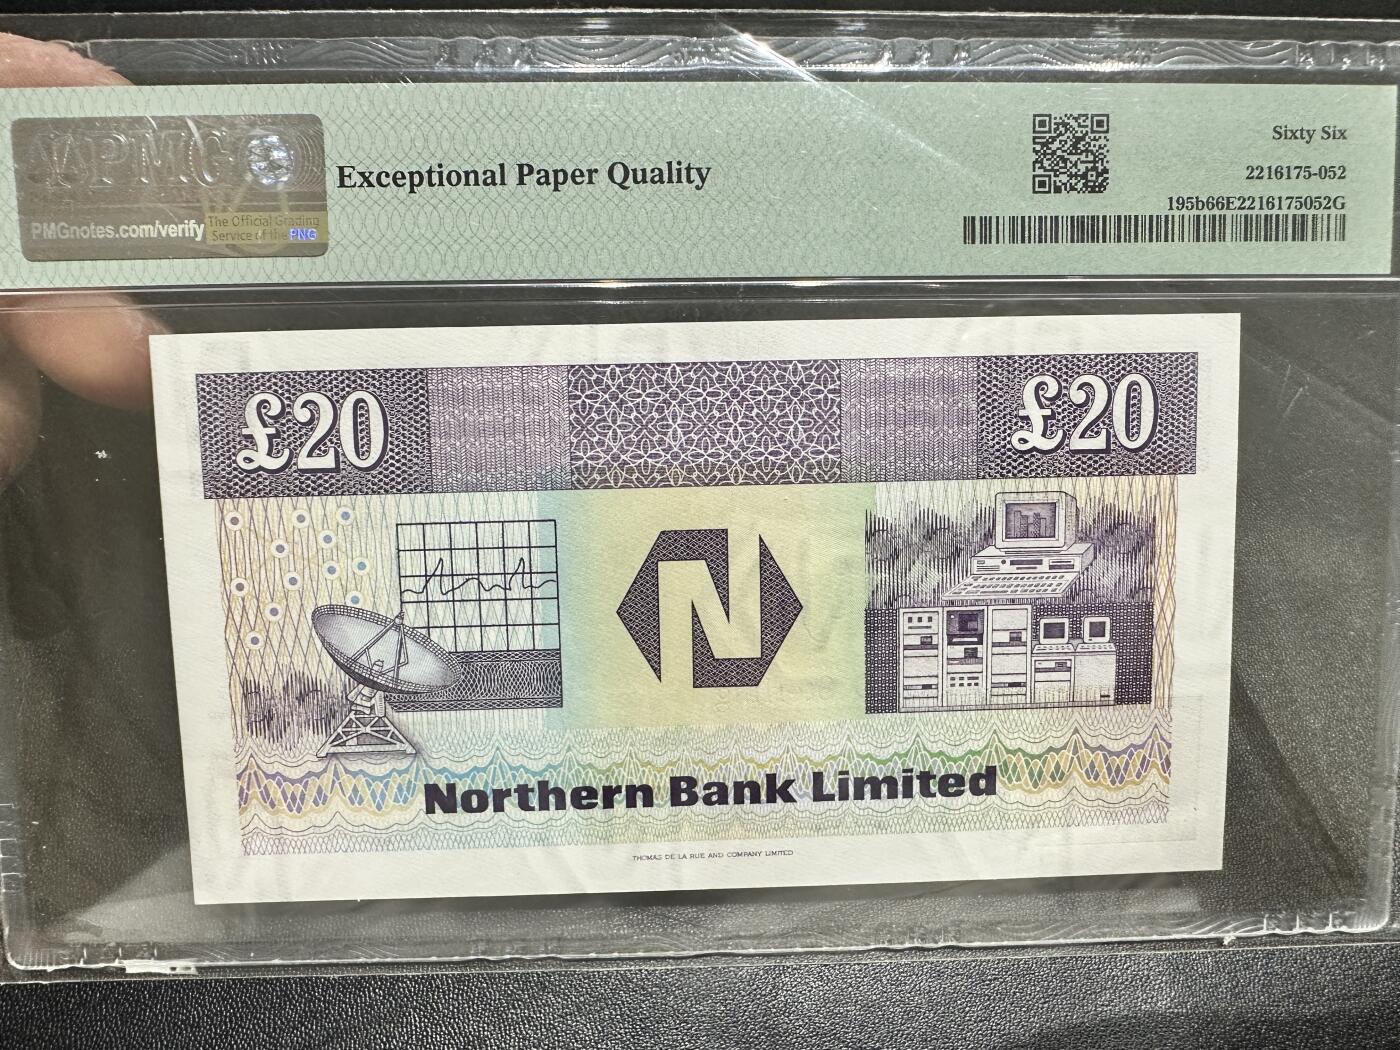 PMG
PMGnotes.com/verify
The Official Grading
Service of the PNG
Exceptional Paper Quality
Sixty Six
2216175-052
195b66E2216175052G
£20
£20
N
Northern Bank Limited
THOMAS DE LA RUE AND COMPANY LIMITED